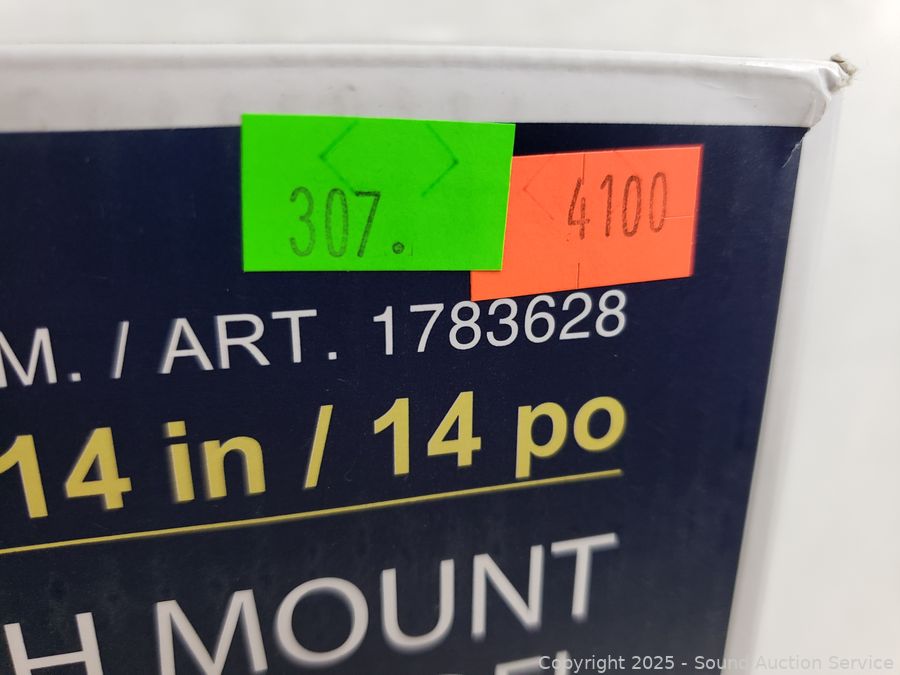 307.
4100
M. / ART. 1783628
14 in / 14 po
H MOUNT
Copyright 2025 - Sound Auction Service